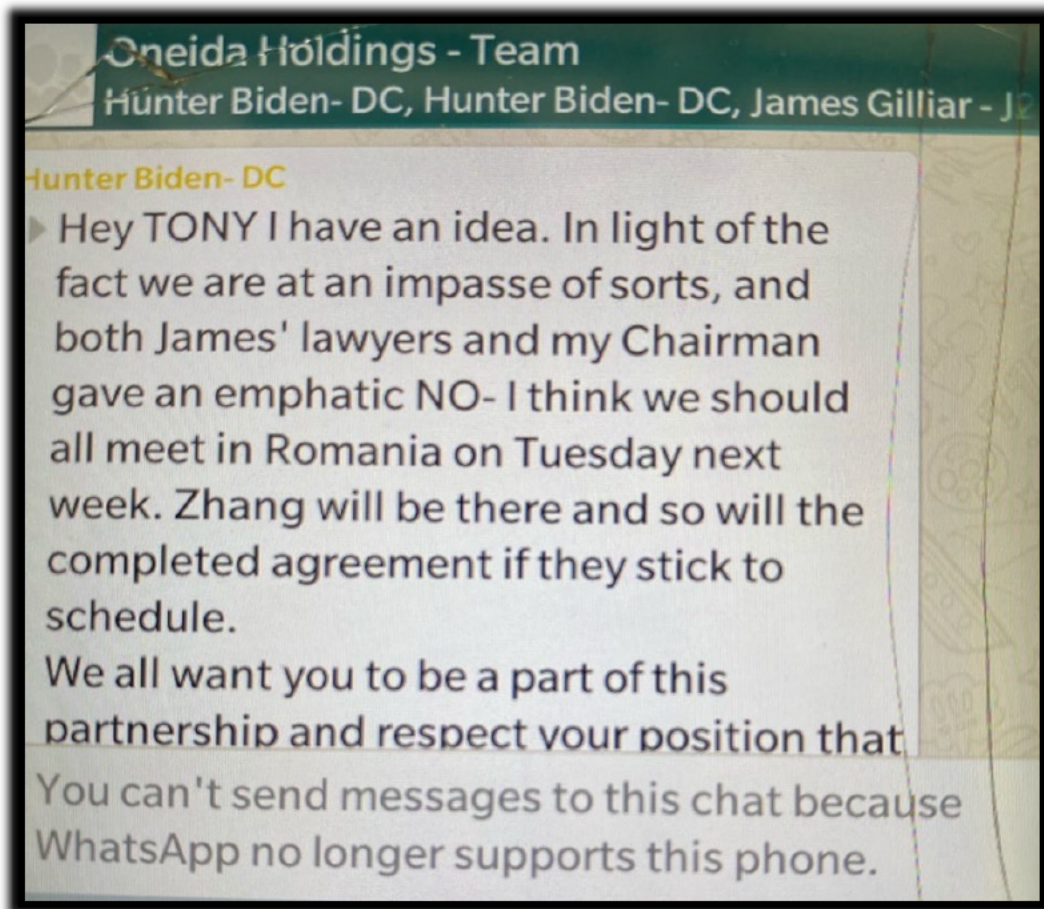 Oneida Holdings - Team
Hunter Biden- DC, Hunter Biden- DC, James Gilliar - J2
Hunter Biden- DC
Hey TONY I have an idea. In light of the
fact we are at an impasse of sorts, and
both James' lawyers and my Chairman
gave an emphatic NO- I think we should
all meet in Romania on Tuesday next
week. Zhang will be there and so will the
completed agreement if they stick to
schedule.
We all want you to be a part of this
partnership and respect your position that
You can't send messages to this chat because
WhatsApp no longer supports this phone.